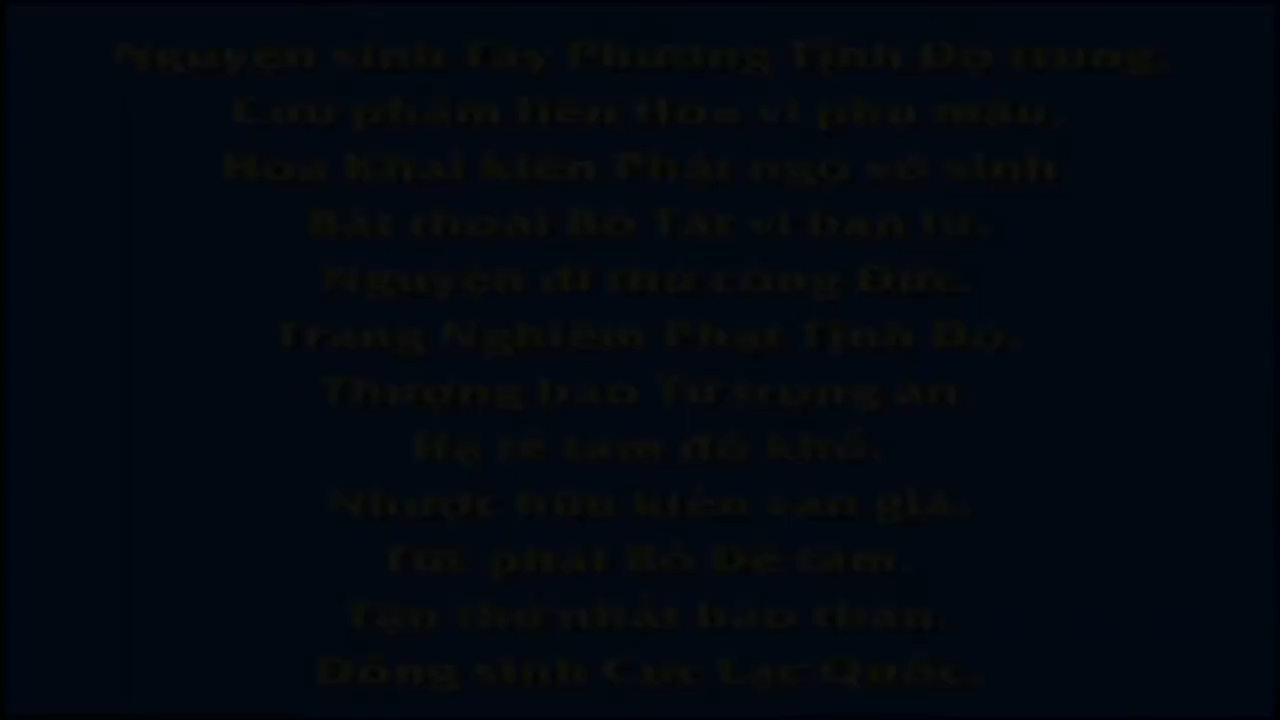 Nguyện sinh Tây Phương Tịnh Độ trung,
Cửu phẩm liên hoa vi phụ mẫu,
Hoa Khai kiến Phật ngộ vô sinh
Bất thoái Bồ Tát vi bạn lữ.
Nguyện dĩ thử công Đức,
Trang Nghiêm Phật Tịnh Độ,
Thượng báo Tứ trọng ân
Hạ tế tam đồ khổ.
Nhược hữu kiến văn giả,
Tức phát Bồ Đề tâm.
Tận thử nhất báo thân,
Đồng sinh Cực Lạc Quốc.